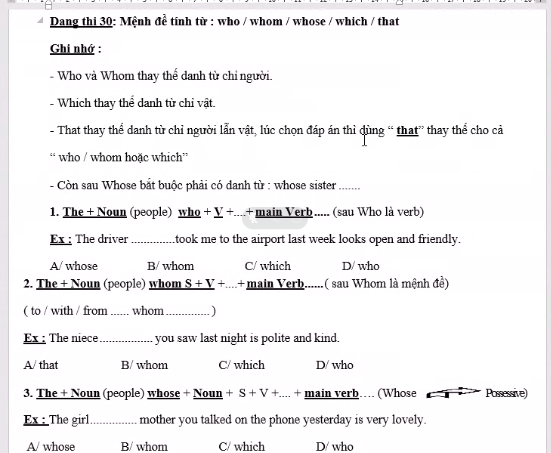 Dạng thi 30: Mệnh đề tính từ : who / whom / whose / which / that
Ghi nhớ :
- Who và Whom thay thế danh từ chỉ người.
- Which thay thế danh từ chỉ vật.
- That thay thế danh từ chỉ người lẫn vật, lúc chọn đáp án thì dùng “ that” thay thế cho cả
“ who / whom hoặc which”
- Còn sau Whose bắt buộc phải có danh từ : whose sister .......
1. The + Noun (people) who + V +....+ main Verb..... (sau Who là verb)
Ex : The driver ..............took me to the airport last week looks open and friendly.
A/ whose B/ whom C/ which D/ who
2. The + Noun (people) whom S + V +....+ main Verb......( sau Whom là mệnh đề)
( to / with / from ...... whom .............. )
Ex : The niece................. you saw last night is polite and kind.
A/ that B/ whom C/ which D/ who
3. The + Noun (people) whose + Noun + S + V +.... + main verb…. (Whose Possessive)
Ex : The girl............... mother you talked on the phone yesterday is very lovely.
A/ whose B/ whom C/ which D/ who